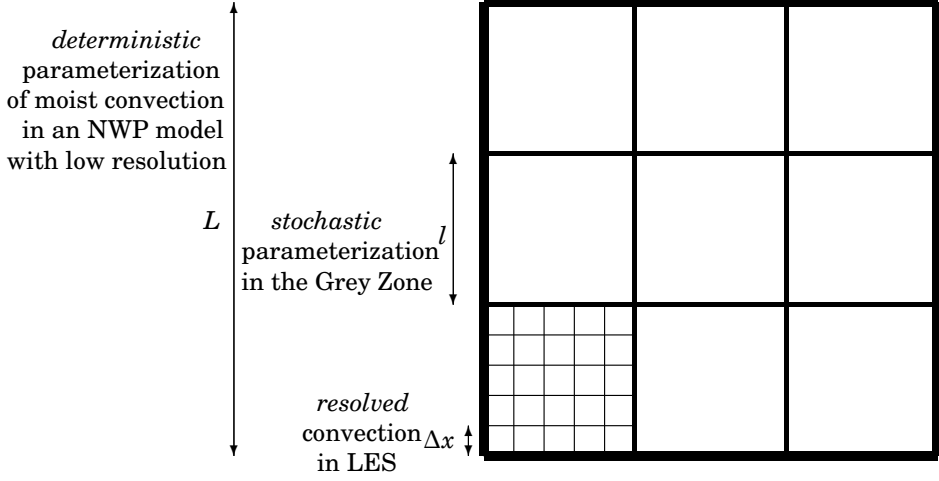 deterministic
parameterization
of moist convection
in an NWP model
with low resolution
L
stochastic
parameterization
in the Grey Zone
l
resolved
convection
in LES
Δx